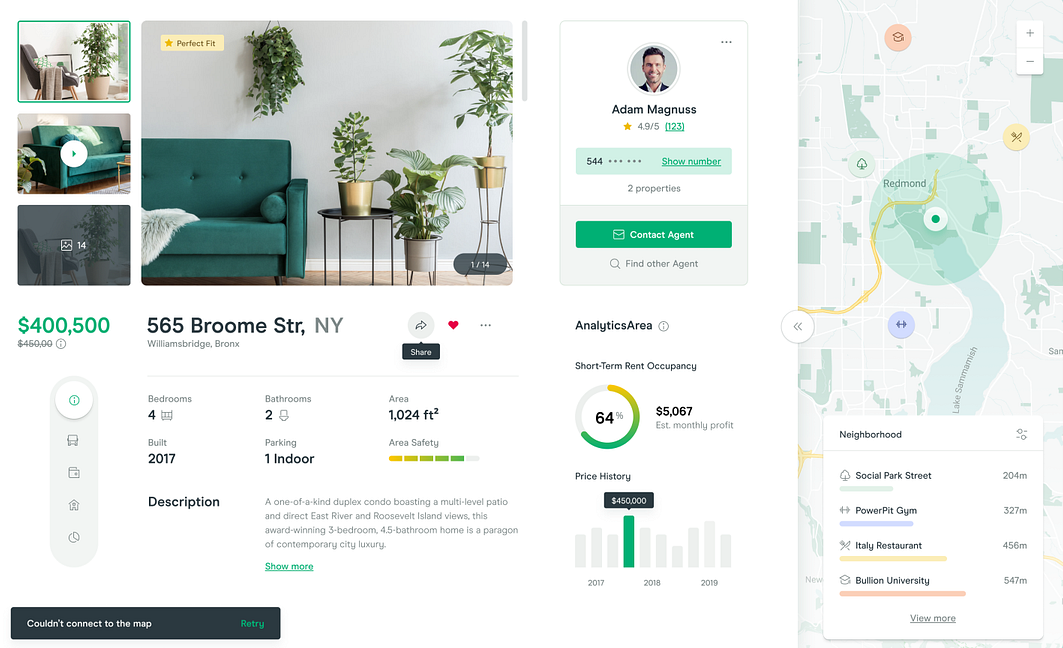 Perfect Fit
14
1 / 14
$400,500
$450,00
565 Broome Str, NY
Williamsbridge, Bronx
Share
Bedrooms
4
Bathrooms
2
Area
1,024 ft²
Built
2017
Parking
1 Indoor
Area Safety
Description
A one-of-a-kind duplex condo boasting a multi-level patio
and direct East River and Roosevelt Island views, this
award-winning 3-bedroom, 4.5-bathroom home is a paragon
of contemporary city luxury.
Show more
Couldn't connect to the map
Retry
Adam Magnuss
4.9/5 (123)
544 ••• •••
Show number
2 properties
Contact Agent
Find other Agent
AnalyticsArea
Short-Term Rent Occupancy
64%
$5,067
Est. monthly profit
Price History
$450,000
2017
2018
2019
Redmond
Lake Sammamish
Neighborhood
Social Park Street
204m
PowerPit Gym
327m
Italy Restaurant
456m
Bullion University
547m
View more